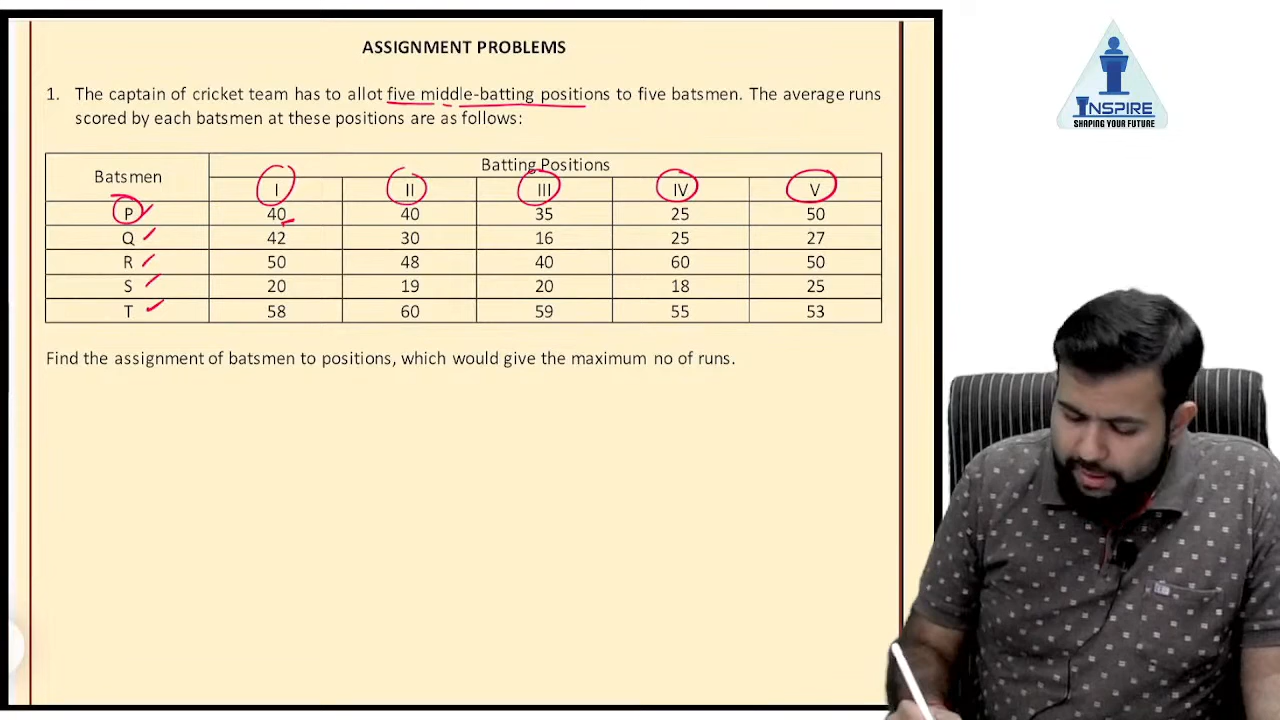 ASSIGNMENT PROBLEMS
1. The captain of cricket team has to allot five middle-batting positions to five batsmen. The average runs
scored by each batsmen at these positions are as follows:
Batsmen Batting Positions
I II III IV V
P 40 40 35 25 50
Q 42 30 16 25 27
R 50 48 40 60 50
S 20 19 20 18 25
T 58 60 59 55 53
Find the assignment of batsmen to positions, which would give the maximum no of runs.
INSPIRE
SHAPING YOUR FUTURE